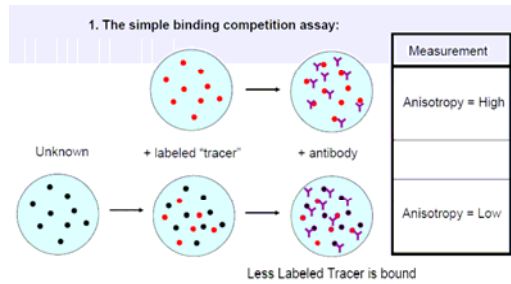 1. The simple binding competition assay:
Measurement
Anisotropy = High
Unknown
+ labeled "tracer"
+ antibody
Anisotropy = Low
Less Labeled Tracer is bound